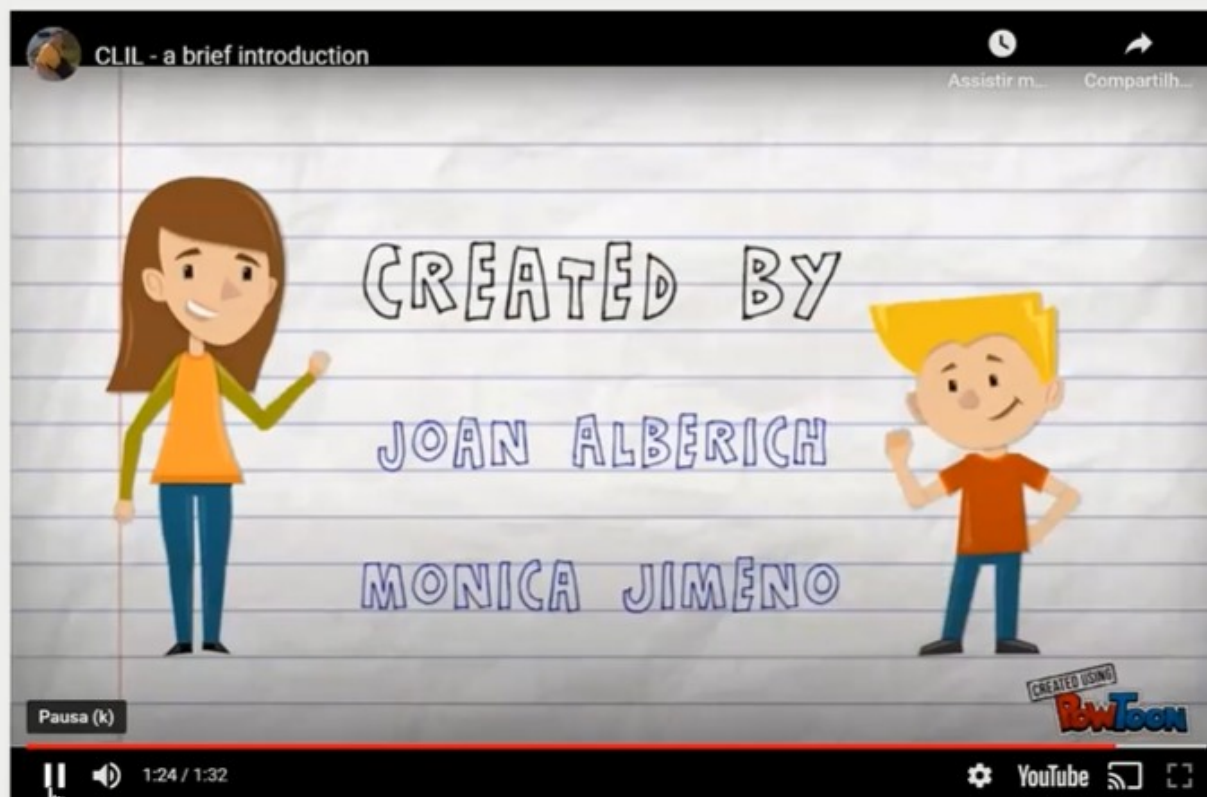 CLIL - a brief introduction
Assistir m...
Compartilh...
CREATED BY
JOAN ALBERICH
MONICA JIMENO
CREATED USING
POWTOON
Pausa (k)
1:24 / 1:32
YouTube